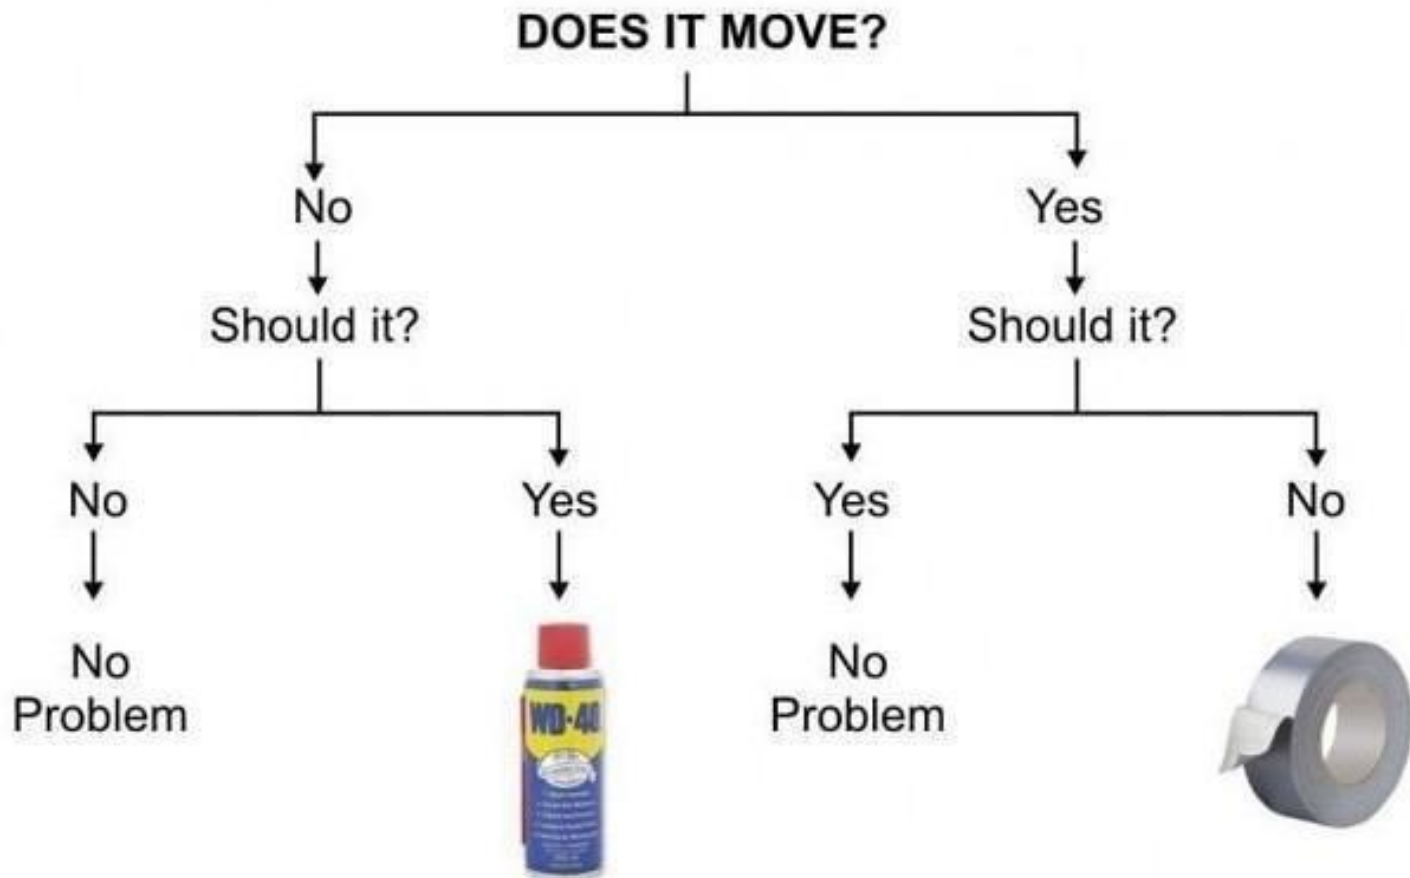 DOES IT MOVE?
No
Yes
Should it?
Should it?
No
Yes
Yes
No
No
Problem
No
Problem
WD-40